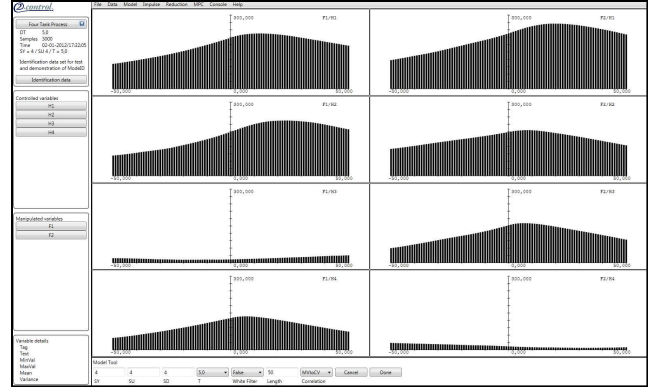 2-control.
File Data Model Impulse Reduction MPC Console Help
Four Tank Process
DT 5,0
Samples 3000
Time 02-01-2012/17:32:05
SY = 4 / SU 4 / T = 5,0
Identification data set for test
and demonstration of ModelID
Identification data
Controlled variables
H1
H2
H3
H4
Manipulated variables
F1
F2
Variable details
Tag
Text
MinVal
MaxVal
Mean
Variance
300,000 F1/H1
-50,000 0,000 50,000
300,000 F2/H1
-50,000 0,000 50,000
300,000 F1/H2
-50,000 0,000 50,000
300,000 F2/H2
-50,000 0,000 50,000
300,000 F1/H3
-50,000 0,000 50,000
300,000 F2/H3
-50,000 0,000 50,000
300,000 F1/H4
-50,000 0,000 50,000
300,000 F2/H4
-50,000 0,000 50,000
Model Tool
4 4 4 5,0 False 50 MVtoCV Cancel Done
SY SU SD T White Filter Length Correlation